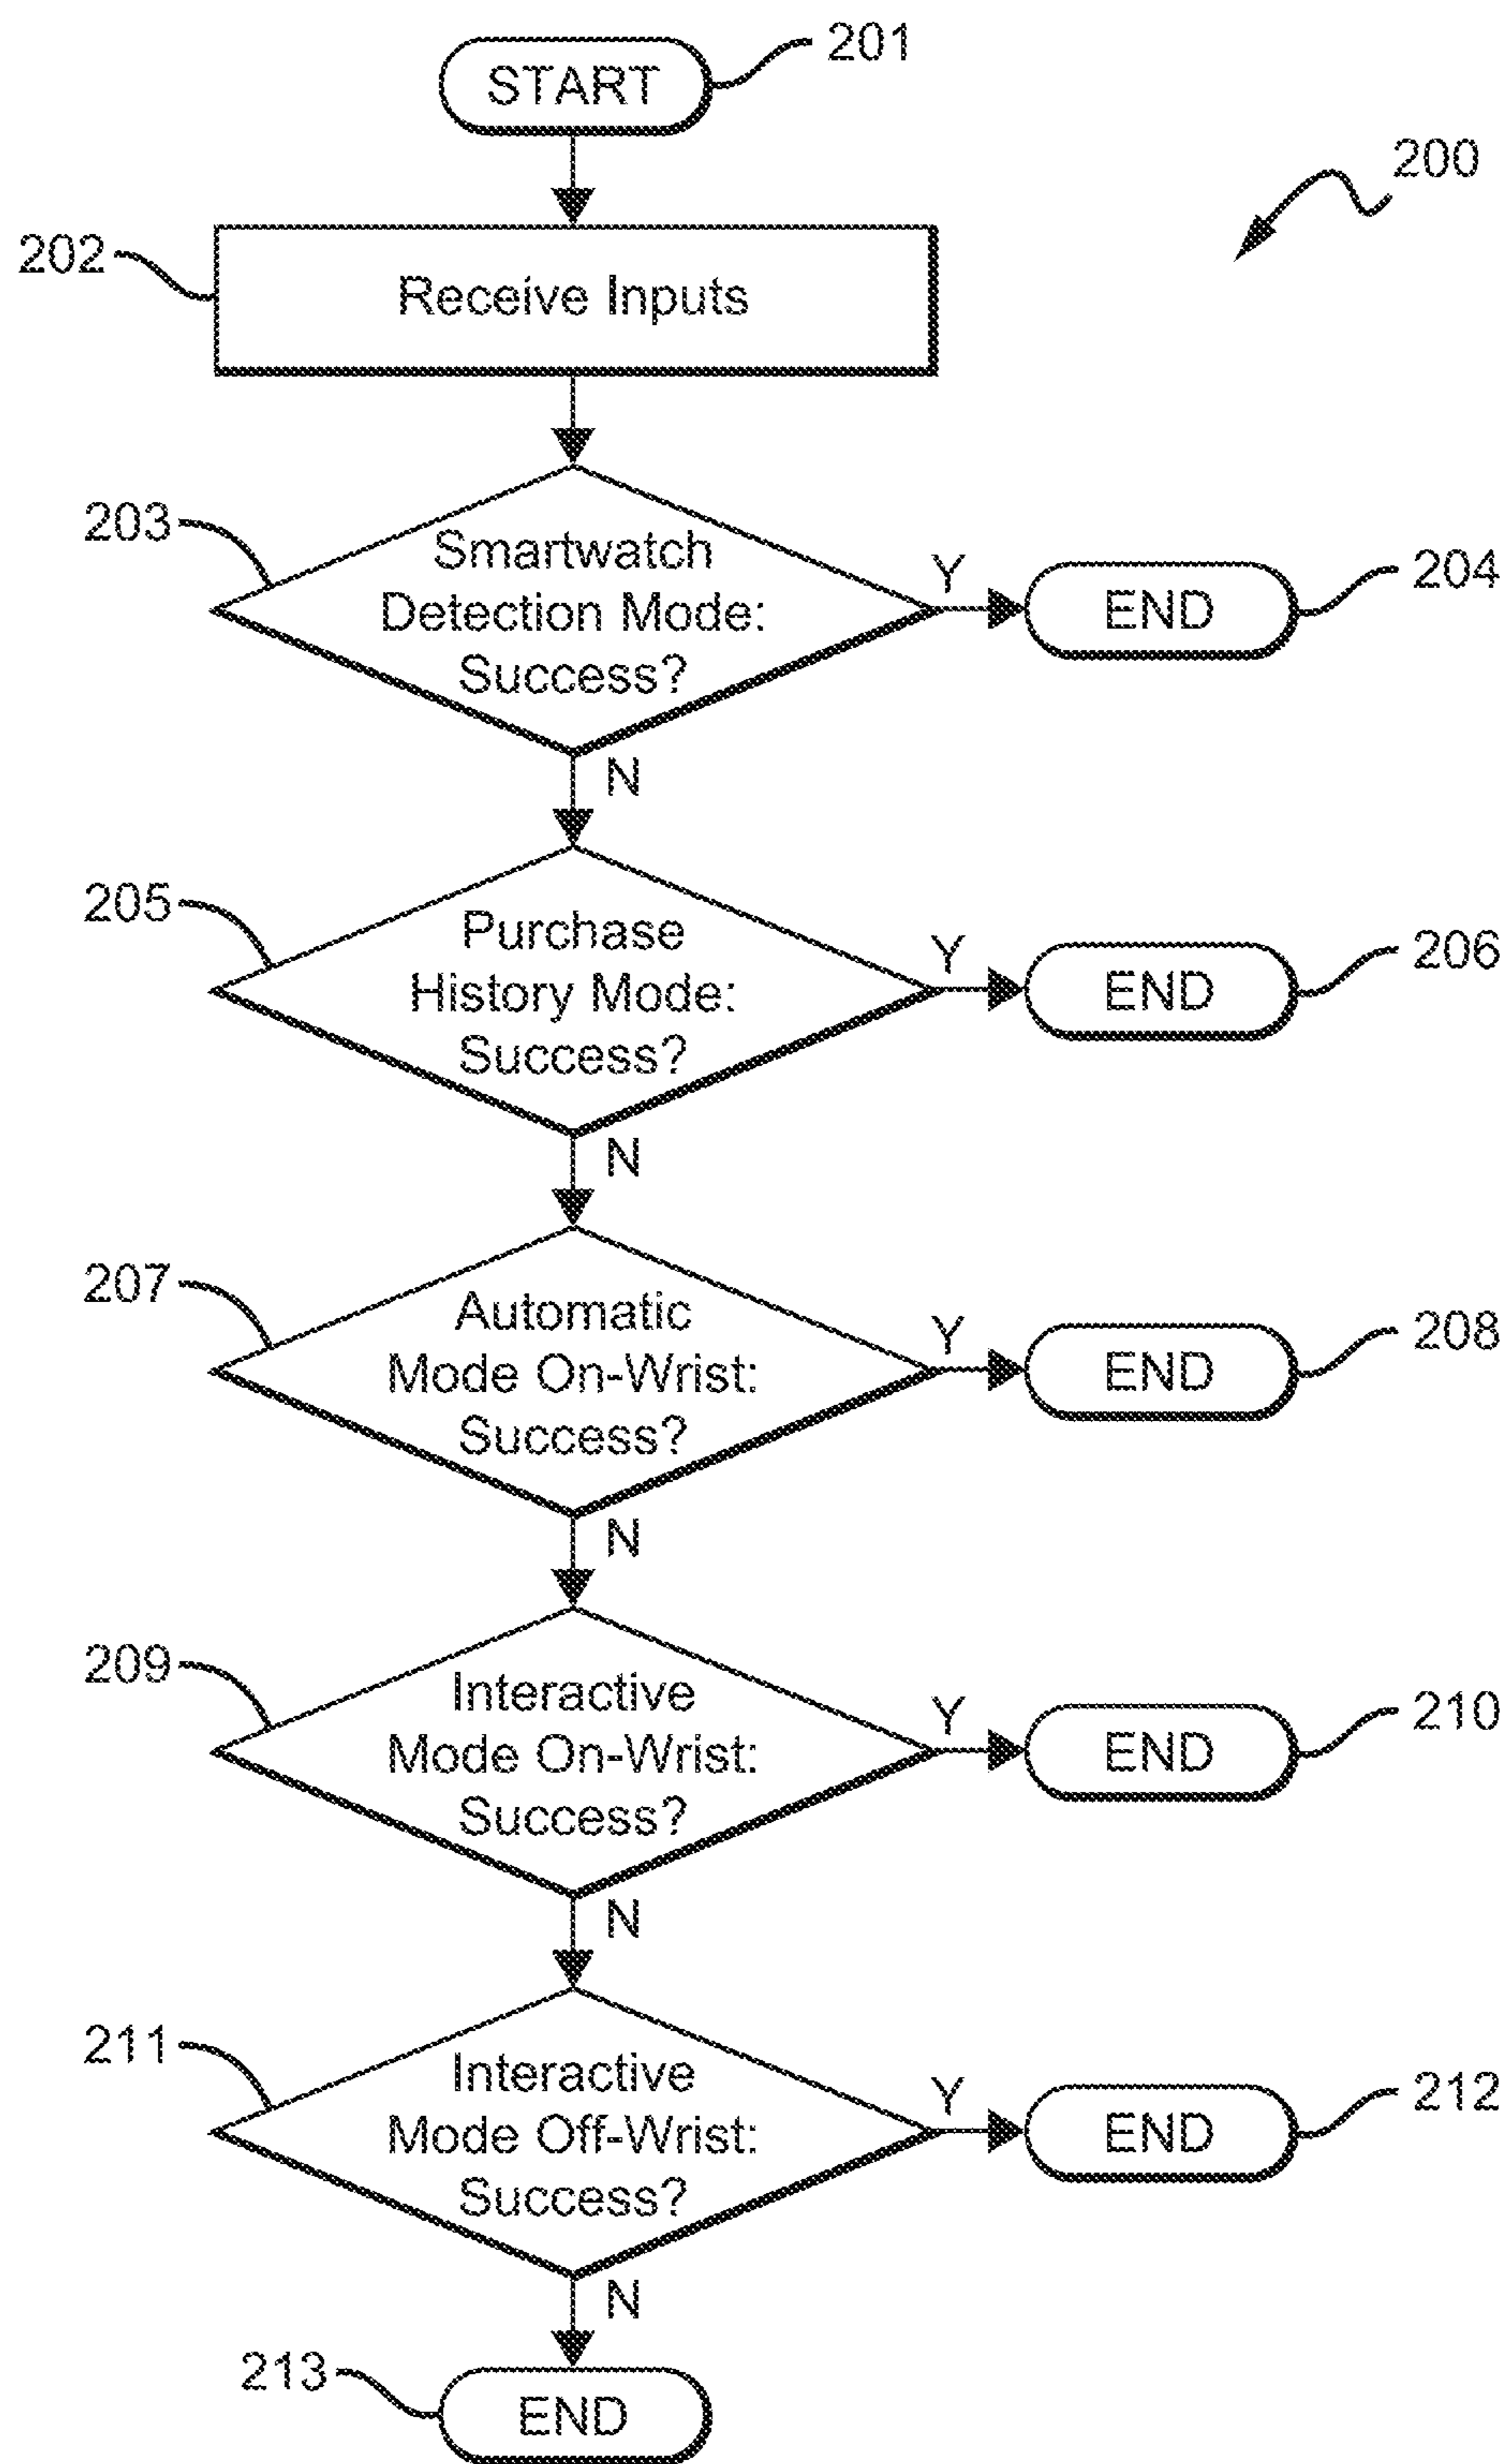 START
201
200
202
Receive Inputs
203
Smartwatch
Detection Mode:
Success?
Y
END
204
N
205
Purchase
History Mode:
Success?
Y
END
206
N
207
Automatic
Mode On-Wrist:
Success?
Y
END
208
N
209
Interactive
Mode On-Wrist:
Success?
Y
END
210
N
211
Interactive
Mode Off-Wrist:
Success?
Y
END
212
N
213
END